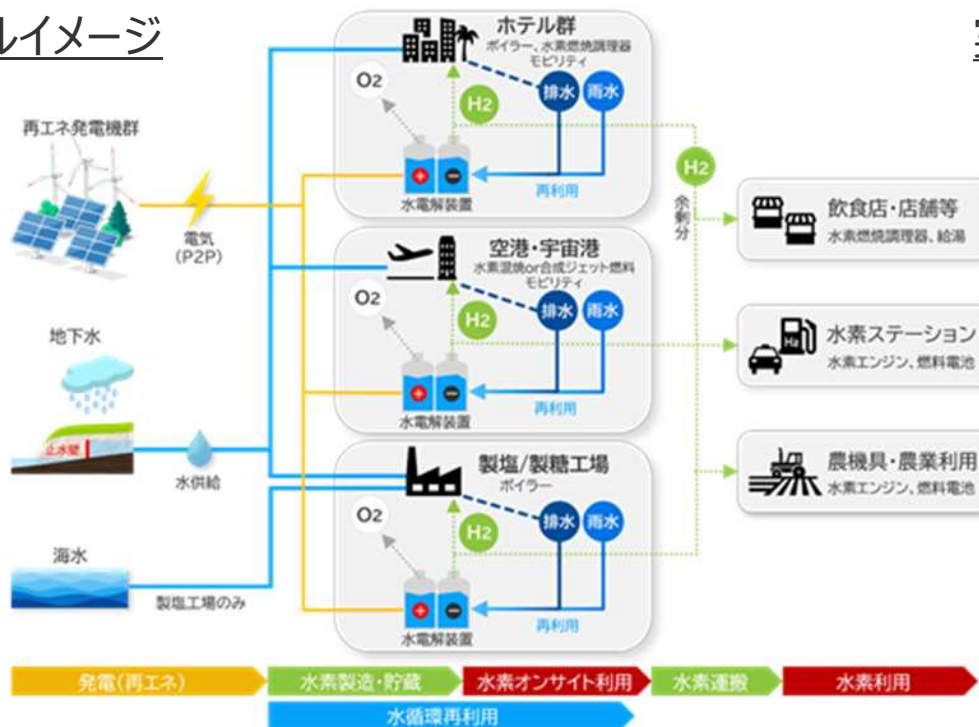 ルイメージ
再エネ発電機群
電気
(P2P)
地下水
止水壁
水供給
海水
製塩工場のみ
ホテル群
ボイラー、水素燃焼調理器
モビリティ
O2
H2
排水
雨水
再利用
水電解装置
空港・宇宙港
水素混焼or合成ジェット燃料
モビリティ
O2
H2
排水
雨水
再利用
水電解装置
製塩/製糖工場
ボイラー
O2
H2
排水
雨水
再利用
水電解装置
H2
余剰分
飲食店・店舗等
水素燃焼調理器、給湯
H2
水素ステーション
水素エンジン、燃料電池
農機具・農業利用
水素エンジン、燃料電池
発電(再エネ)
水素製造・貯蔵
水素オンサイト利用
水素運搬
水素利用
水循環再利用